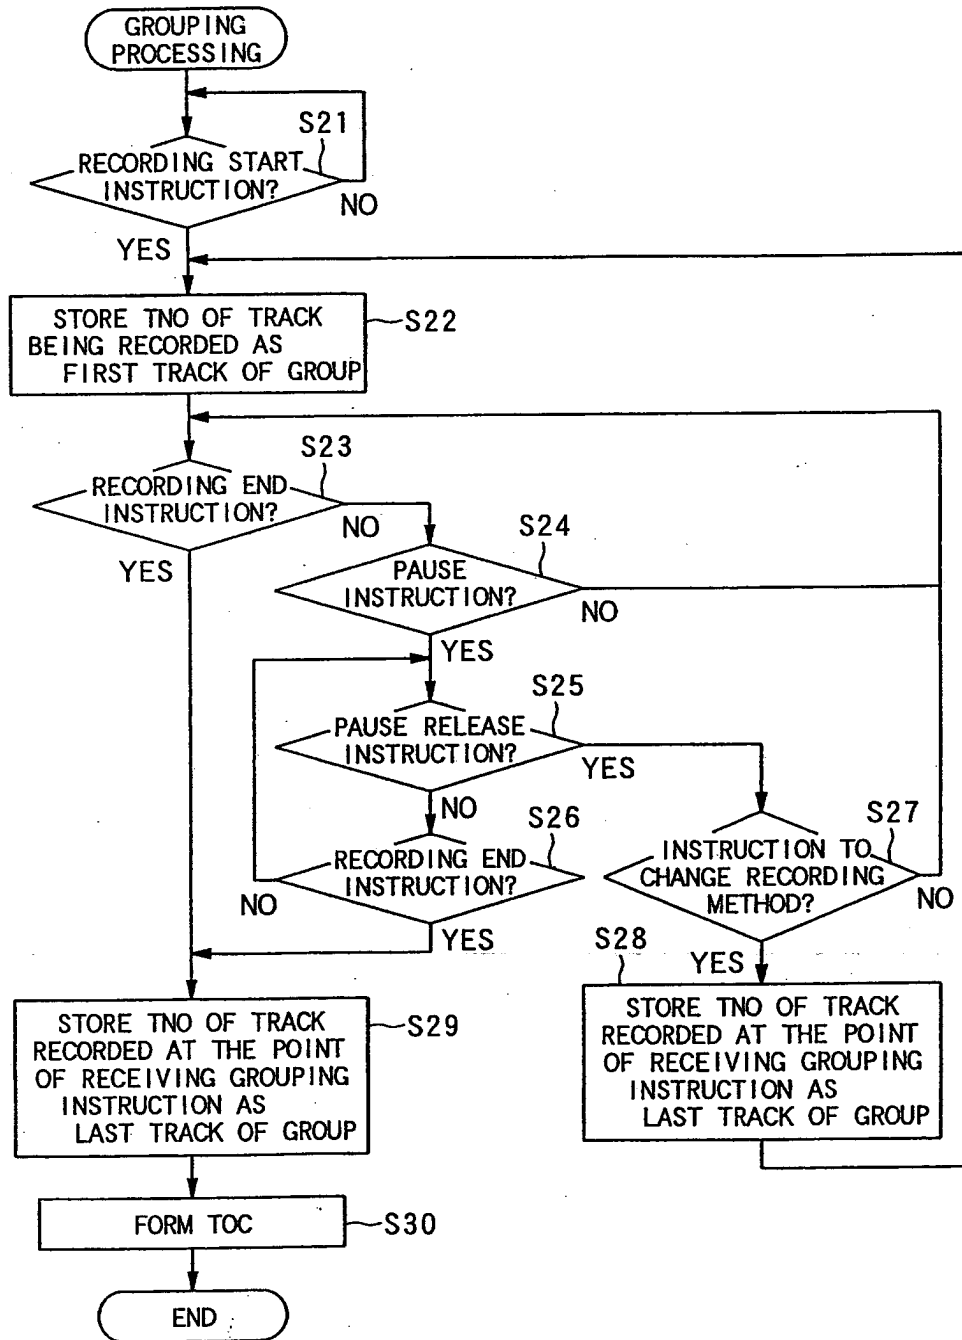 GROUPING
PROCESSING
S21
RECORDING START
INSTRUCTION?
NO
YES
STORE TNO OF TRACK
BEING RECORDED AS
FIRST TRACK OF GROUP
S22
S23
RECORDING END
INSTRUCTION?
NO
YES
S24
PAUSE
INSTRUCTION?
NO
YES
S25
PAUSE RELEASE
INSTRUCTION?
YES
NO
S26
RECORDING END
INSTRUCTION?
NO
YES
S27
INSTRUCTION TO
CHANGE RECORDING
METHOD?
NO
YES
S28
STORE TNO OF TRACK
RECORDED AT THE POINT
OF RECEIVING GROUPING
INSTRUCTION AS
LAST TRACK OF GROUP
STORE TNO OF TRACK
RECORDED AT THE POINT
OF RECEIVING GROUPING
INSTRUCTION AS
LAST TRACK OF GROUP
S29
FORM TOC
S30
END